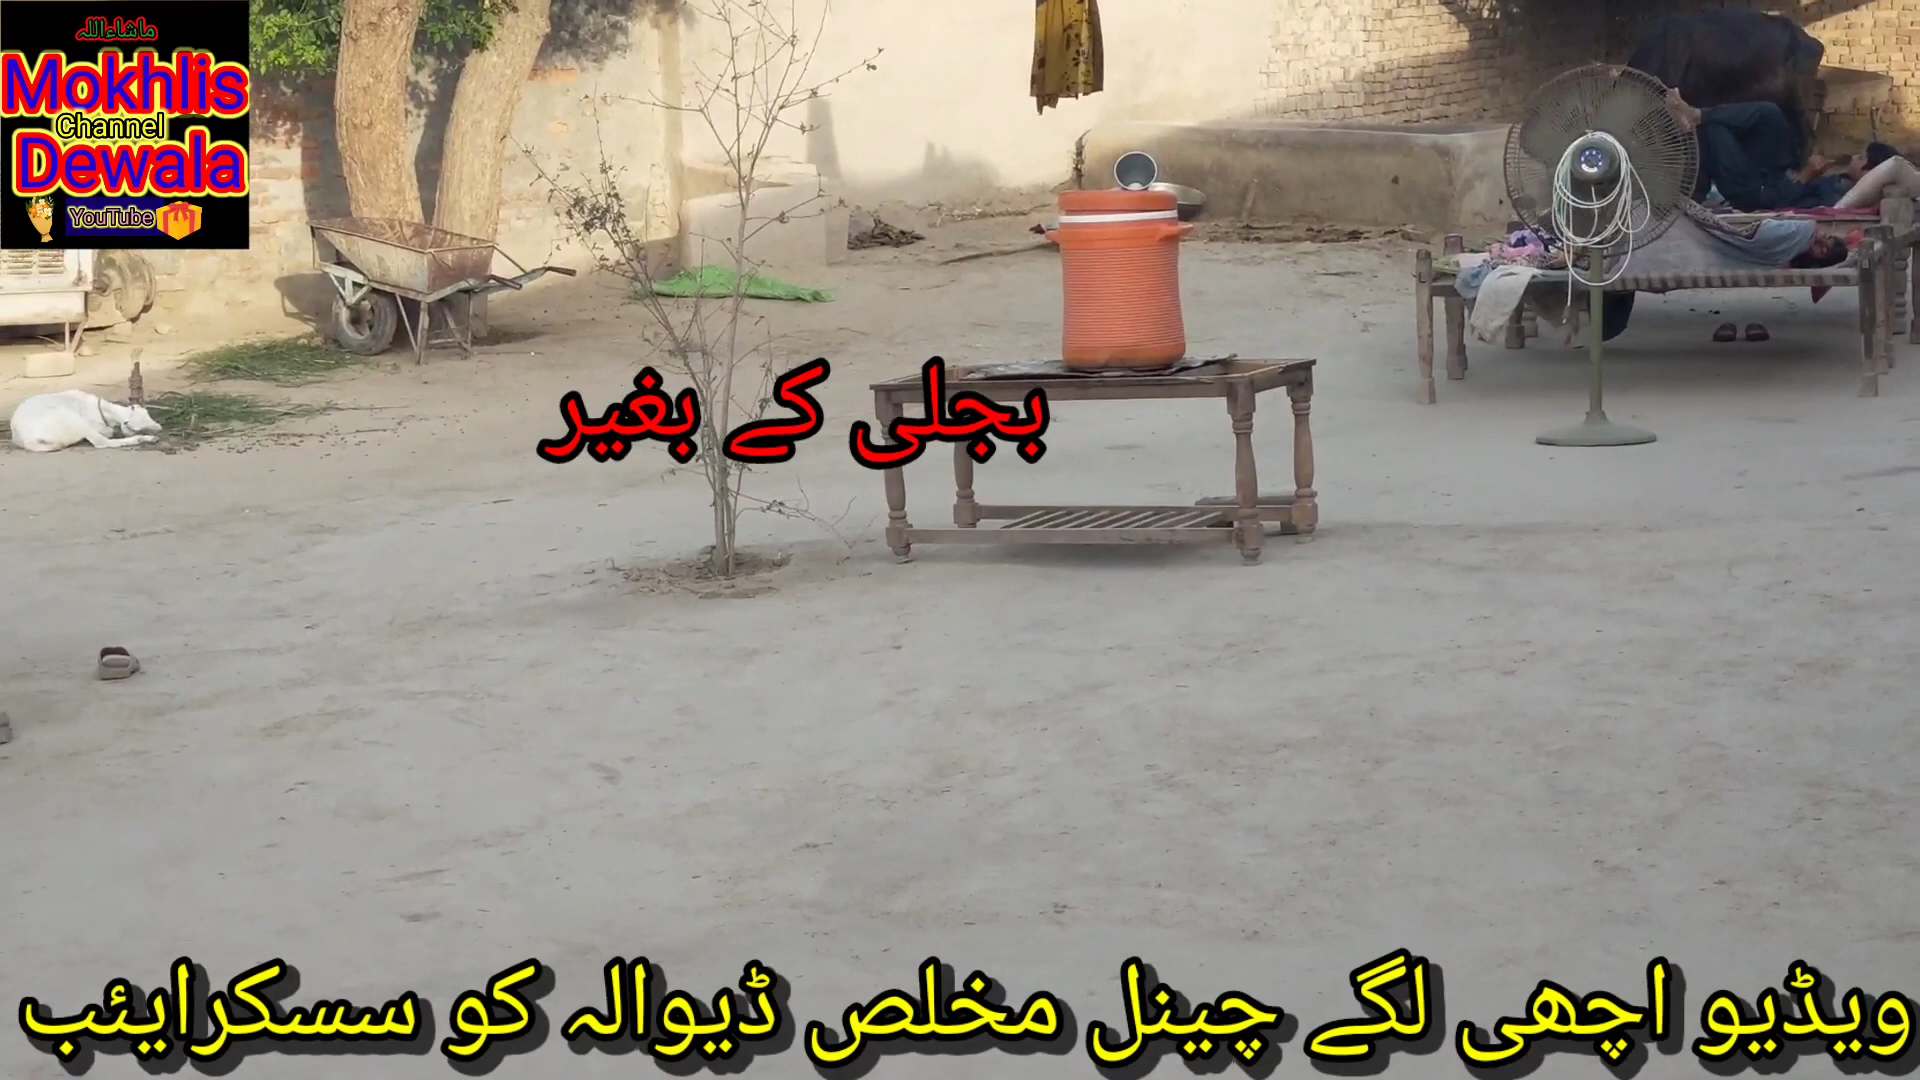 ماشاءاللہ
Mokhlis
Channel
Dewala
YouTube
بجلی کے بغیر
ویڈیو اچھی لگے چینل مخلص ڈیوالہ کو سسکرایئب